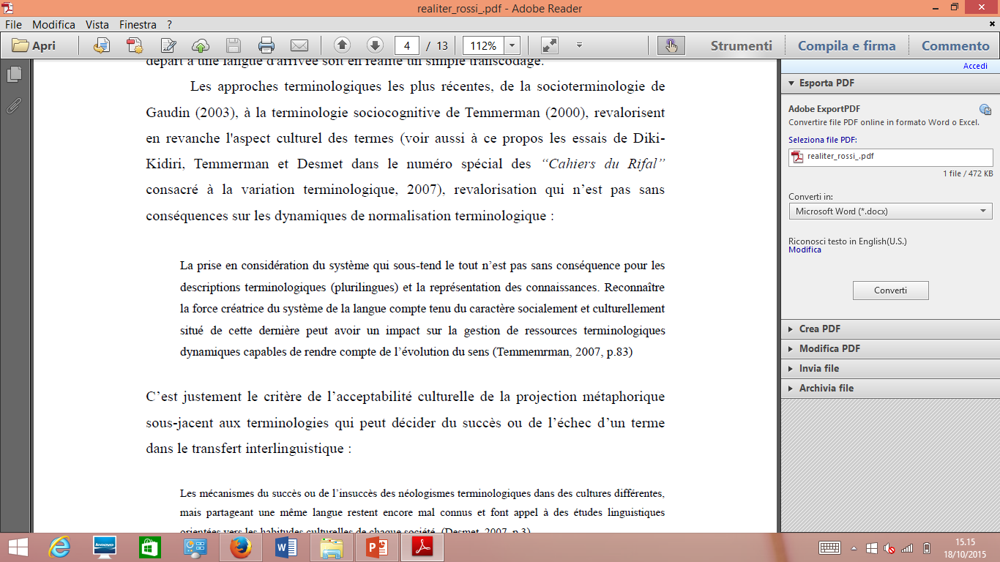 realiter_rossi_.pdf - Adobe Reader
File Modifica Vista Finestra ?
Apri 4 / 13 112% Strumenti Compila e firma Commento
Accedi
départ à une langue d'arrivée soit en réalité un simple transcodage.
Les approches terminologiques les plus récentes, de la socioterminologie de
Gaudin (2003), à la terminologie sociocognitive de Temmerman (2000), revalorisent
en revanche l'aspect culturel des termes (voir aussi à ce propos les essais de Diki-
Kidiri, Temmerman et Desmet dans le numéro spécial des “Cahiers du Rifal”
consacré à la variation terminologique, 2007), revalorisation qui n’est pas sans
conséquences sur les dynamiques de normalisation terminologique :
La prise en considération du système qui sous-tend le tout n’est pas sans conséquence pour les
descriptions terminologiques (plurilingues) et la représentation des connaissances. Reconnaître
la force créatrice du système de la langue compte tenu du caractère socialement et culturellement
situé de cette dernière peut avoir un impact sur la gestion de ressources terminologiques
dynamiques capables de rendre compte de l’évolution du sens (Temmemrman, 2007, p.83)
C’est justement le critère de l’acceptabilité culturelle de la projection métaphorique
sous-jacent aux terminologies qui peut décider du succès ou de l’échec d’un terme
dans le transfert interlinguistique :
Les mécanismes du succès ou de l’insuccès des néologismes terminologiques dans des cultures différentes,
mais partageant une même langue restent encore mal connus et font appel à des études linguistiques
orientées vers les habitudes culturelles de chaque société. (Desmet, 2007, p.3)
Esporta PDF
Adobe ExportPDF
Convertire file PDF online in formato Word o Excel.
Seleziona file PDF:
realiter_rossi_.pdf
1 file / 472 KB
Converti in:
Microsoft Word (*.docx)
Riconosci testo in English(U.S.)
Modifica
Converti
Crea PDF
Modifica PDF
Invia file
Archivia file
lenovo
15.15
18/10/2015